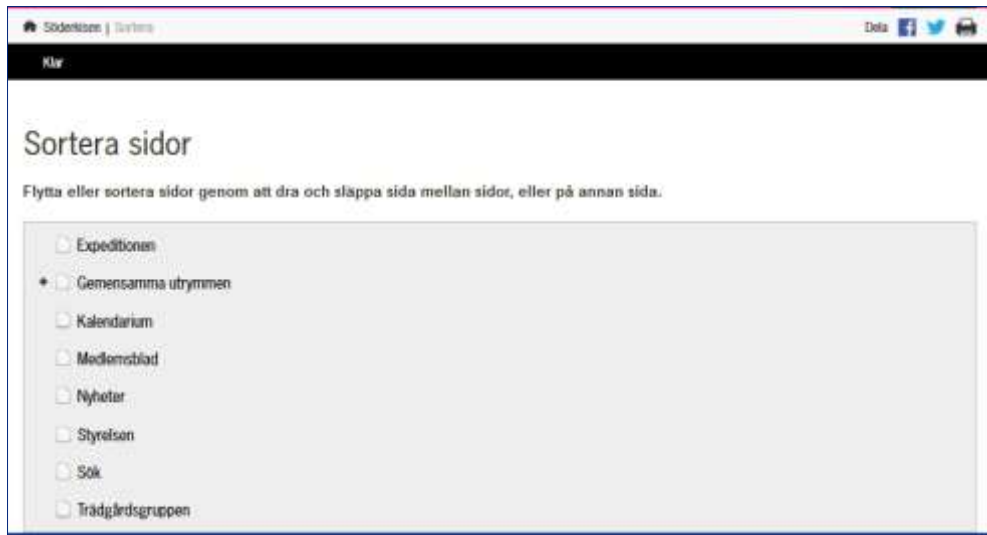 Söderkisen | Sortera
Dela
Klar
Sortera sidor
Flytta eller sortera sidor genom att dra och släppa sida mellan sidor, eller på annan sida.
Expeditionen
Gemensamma utrymmen
Kalendarium
Medlemsblad
Nyheter
Styrelsen
Sök
Trädgårdsgruppen